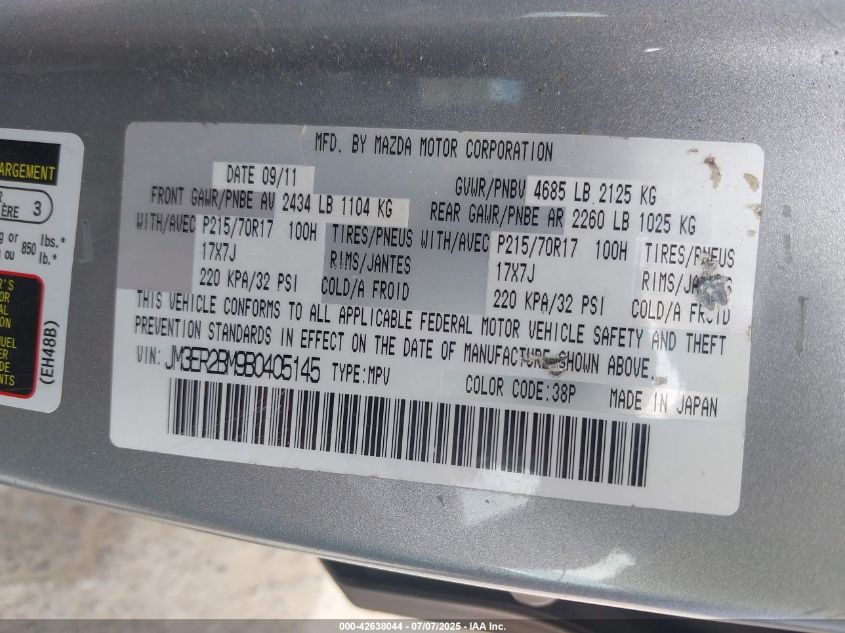 ARGEMENT
ERE 3
g or 850 lbs.*
ou lb.*
(EH48B)
MFD. BY MAZDA MOTOR CORPORATION
DATE 09/11 GVWR/PNBV 4685 LB 2125 KG
FRONT GAWR/PNBE AV 2434 LB 1104 KG REAR GAWR/PNBE AR 2260 LB 1025 KG
WITH/AVEC P215/70R17 100H TIRES/PNEUS WITH/AVEC P215/70R17 100H TIRES/PNEUS
17X7J RIMS/JANTES 17X7J RIMS/JANTES
220 KPA/32 PSI COLD/A FROID 220 KPA/32 PSI COLD/A FROID
THIS VEHICLE CONFORMS TO ALL APPLICABLE FEDERAL MOTOR VEHICLE SAFETY AND THEFT
PREVENTION STANDARDS IN EFFECT ON THE DATE OF MANUFACTURE SHOWN ABOVE.
VIN: JM3ER2BM9B0405145 TYPE:MPV COLOR CODE:38P MADE IN JAPAN
000-42638044 - 07/07/2025 - IAA Inc.